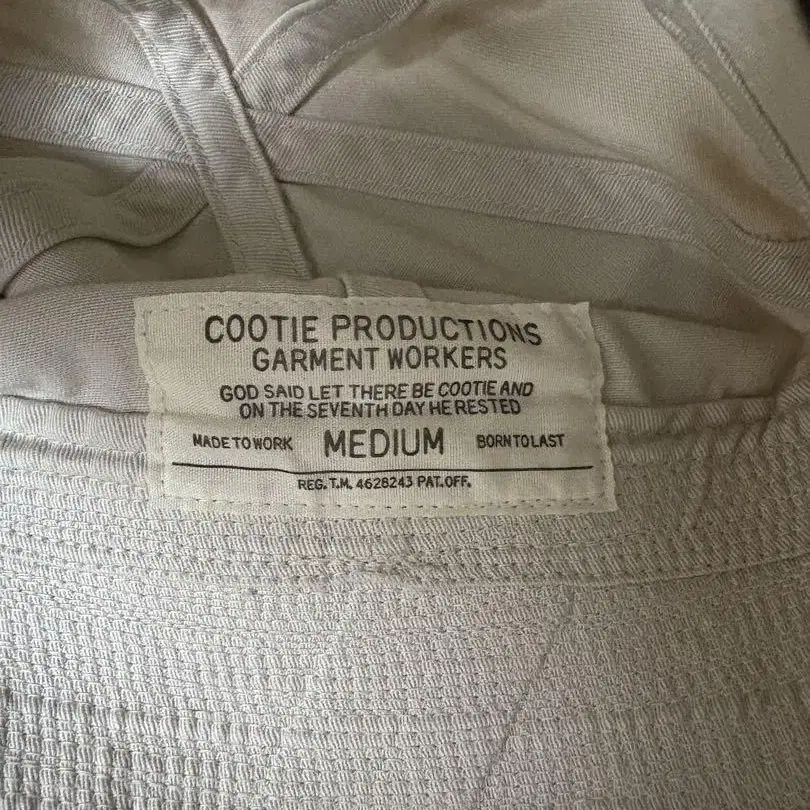 COOTIE PRODUCTIONS
GARMENT WORKERS
GOD SAID LET THERE BE COOTIE AND
ON THE SEVENTH DAY HE RESTED
MADE TO WORK MEDIUM BORN TO LAST
REG. T.M. 4628243 PAT. OFF.